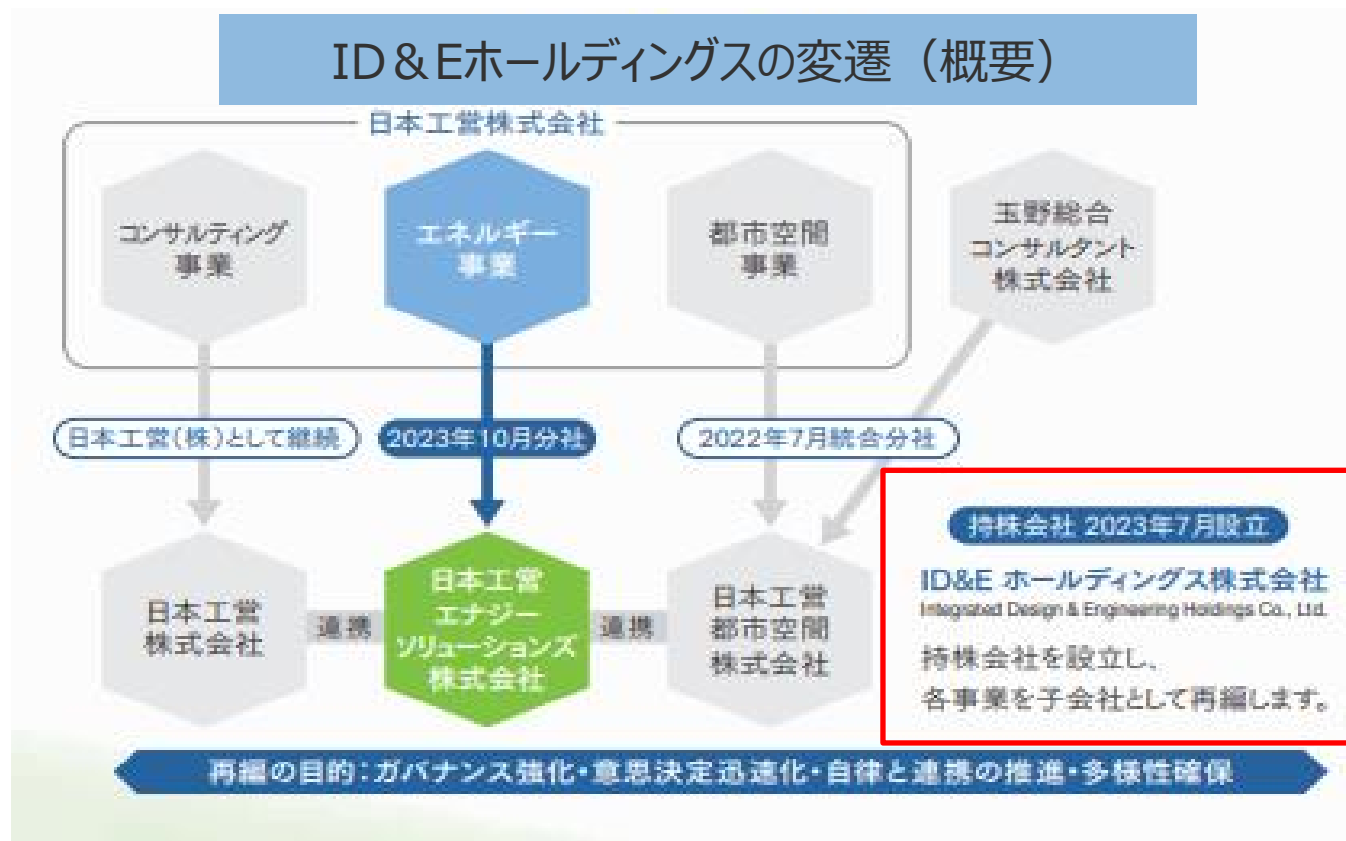 ID＆Eホールディングスの変遷（概要）
日本工営株式会社
コンサルティング
事業
エネルギー
事業
都市空間
事業
玉野総合
コンサルタント
株式会社
日本工営(株)として継続
2023年10月分社
2022年7月統合分社
日本工営
株式会社
連携
日本工営
エナジー
ソリューションズ
株式会社
連携
日本工営
都市空間
株式会社
持株会社 2023年7月設立
ID&E ホールディングス株式会社
Integrated Design & Engineering Holdings Co., Ltd.
持株会社を設立し、
各事業を子会社として再編します。
再編の目的：ガバナンス強化・意思決定迅速化・自律と連携の推進・多様性確保